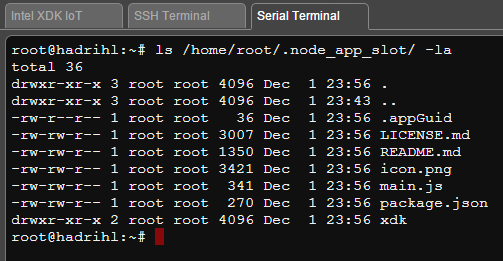 Intel XDK IoT SSH Terminal Serial Terminal
root@hadrihl:~# ls /home/root/.node_app_slot/ -la
total 36
drwxr-xr-x 3 root root 4096 Dec  1 23:56 .
drwxr-xr-x 3 root root 4096 Dec  1 23:43 ..
-rw-rw-r-- 1 root root   36 Dec  1 23:56 .appGuid
-rw-rw-r-- 1 root root 3007 Dec  1 23:56 LICENSE.md
-rw-rw-r-- 1 root root 1350 Dec  1 23:56 README.md
-rw-rw-r-- 1 root root 3421 Dec  1 23:56 icon.png
-rw-rw-r-- 1 root root  341 Dec  1 23:56 main.js
-rw-rw-r-- 1 root root  270 Dec  1 23:56 package.json
drwxr-xr-x 2 root root 4096 Dec  1 23:56 xdk
root@hadrihl:~#